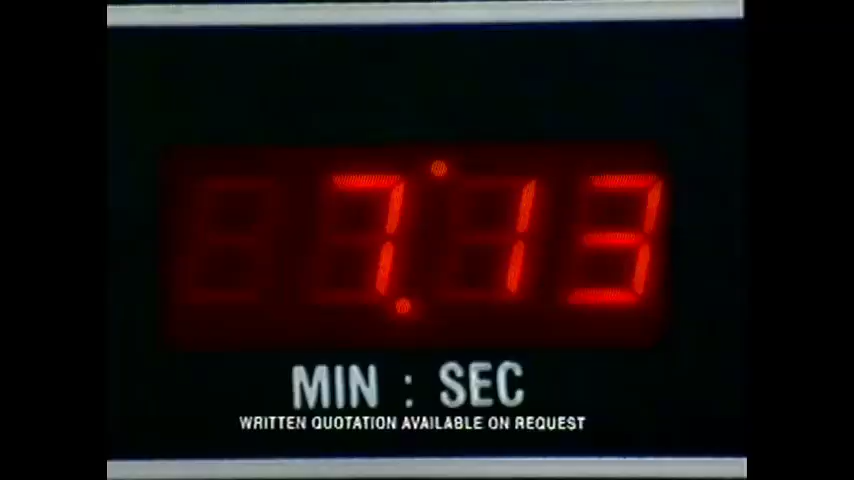 7:13
MIN : SEC
WRITTEN QUOTATION AVAILABLE ON REQUEST